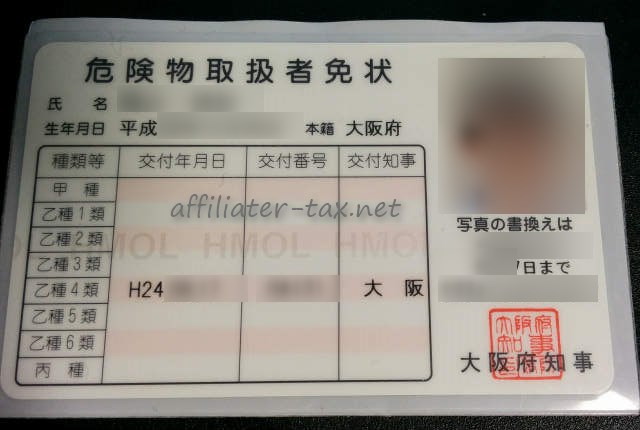 危険物取扱者免状
氏名
生年月日 平成 本籍 大阪府
種類等 交付年月日 交付番号 交付知事
甲種
乙種1類
affiliater-tax.net
乙種2類
HMOL HMOL HMOL
乙種3類
乙種4類 H24 大阪
乙種5類
乙種6類
丙種
写真の書換えは
日まで
大阪府知事